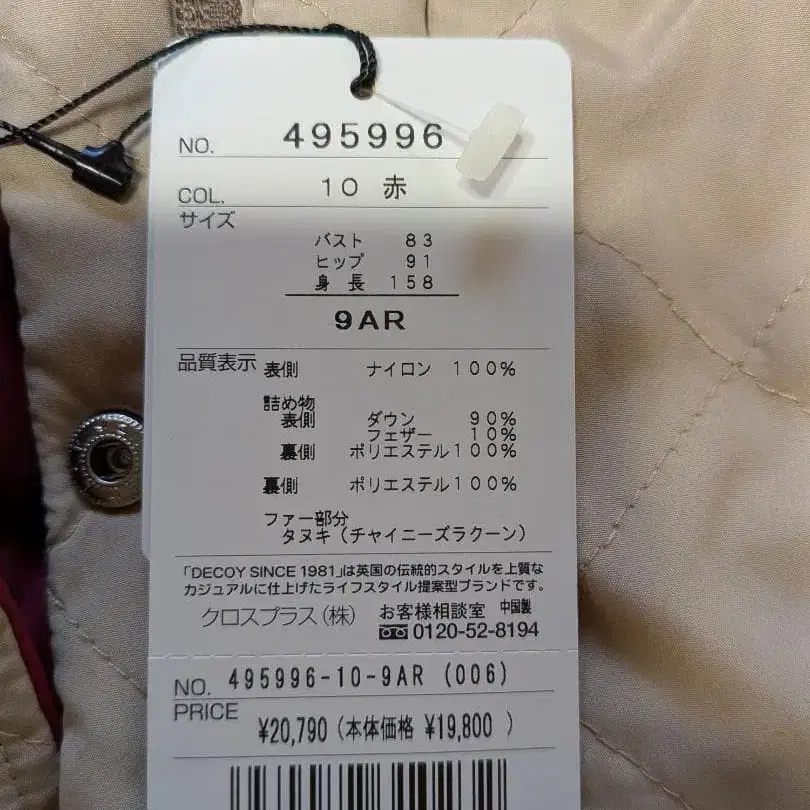 NO. 495996
COL. 10 赤
サイズ
バスト 83
ヒップ 91
身長 158
9AR
品質表示 表側 ナイロン 100%
詰め物
表側 ダウン 90%
フェザー 10%
裏側 ポリエステル100%
裏側 ポリエステル100%
ファー部分
タヌキ(チャイニーズラクーン)
「DECOY SINCE 1981」は英国の伝統的スタイルを上質な
カジュアルに仕上げたライフスタイル提案型ブランドです。
クロスプラス(株) お客様相談室 中国製
0120-52-8194
NO. 495996-10-9AR (006)
PRICE
¥20,790 (本体価格 ¥19,800 )